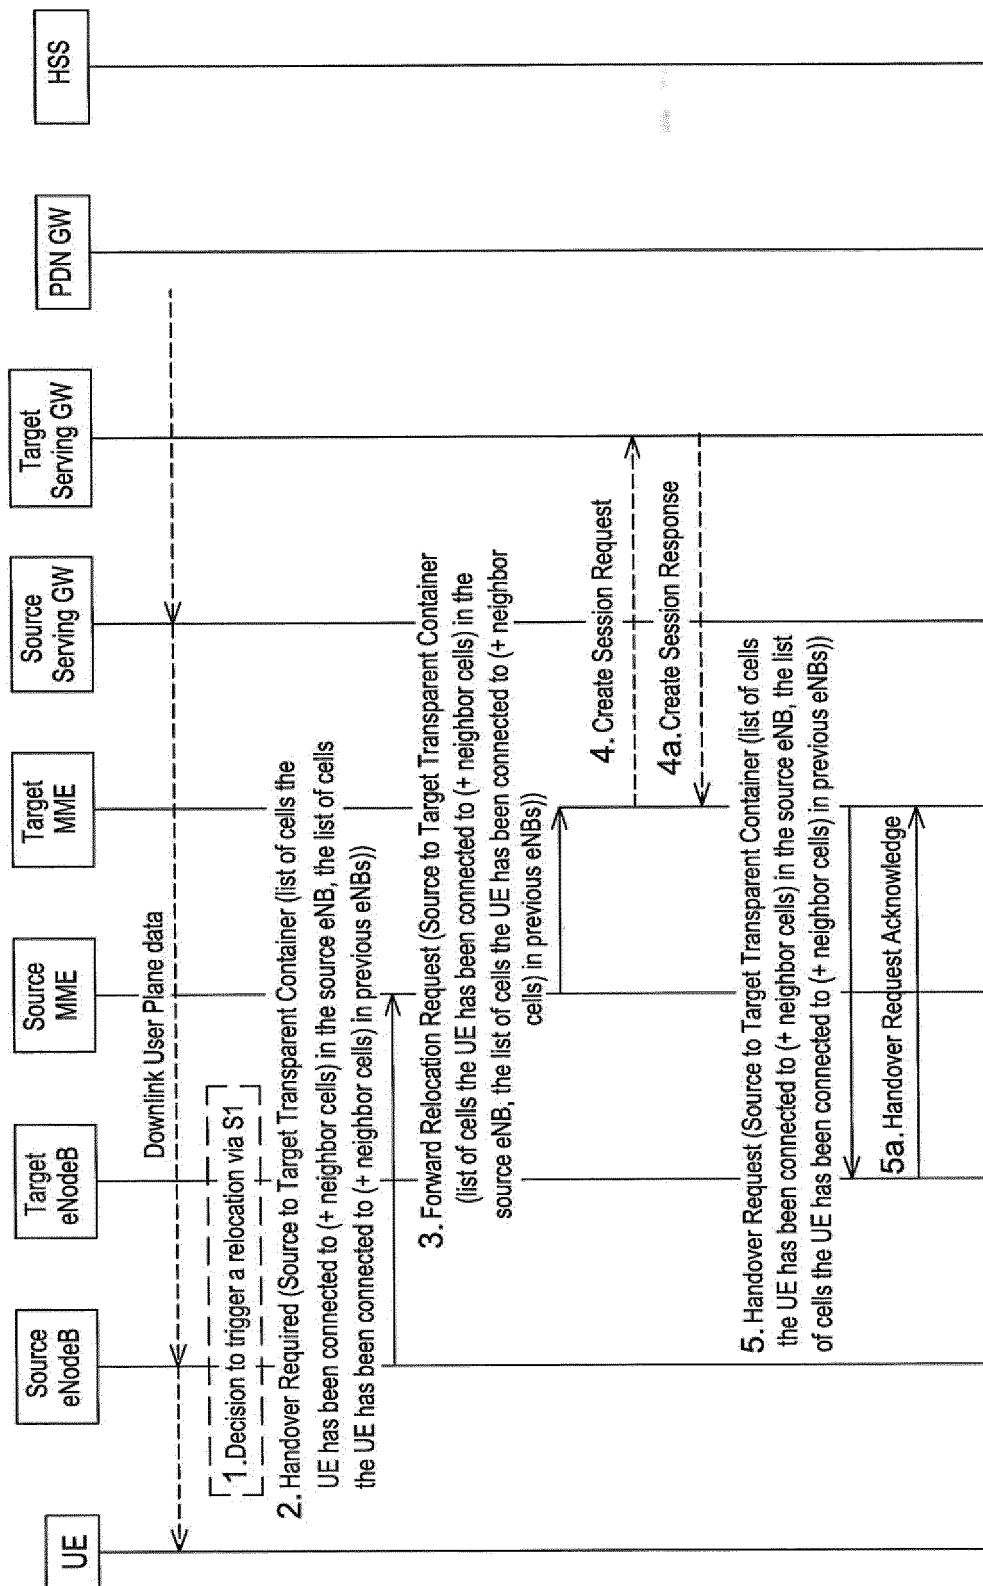 UE
Source
eNodeB
Target
eNodeB
Source
MME
Target
MME
Source
Serving GW
Target
Serving GW
PDN GW
HSS
Downlink User Plane data
1.Decision to trigger a relocation via S1
2. Handover Required (Source to Target Transparent Container (list of cells the
UE has been connected to (+ neighbor cells) in the source eNB, the list of cells
the UE has been connected to (+ neighbor cells) in previous eNBs))
3. Forward Relocation Request (Source to Target Transparent Container
(list of cells the UE has been connected to (+ neighbor cells) in the
source eNB, the list of cells the UE has been connected to (+ neighbor
cells) in previous eNBs))
4. Create Session Request
4a. Create Session Response
5. Handover Request (Source to Target Transparent Container (list of cells
the UE has been connected to (+ neighbor cells) in the source eNB, the list
of cells the UE has been connected to (+ neighbor cells) in previous eNBs))
5a. Handover Request Acknowledge